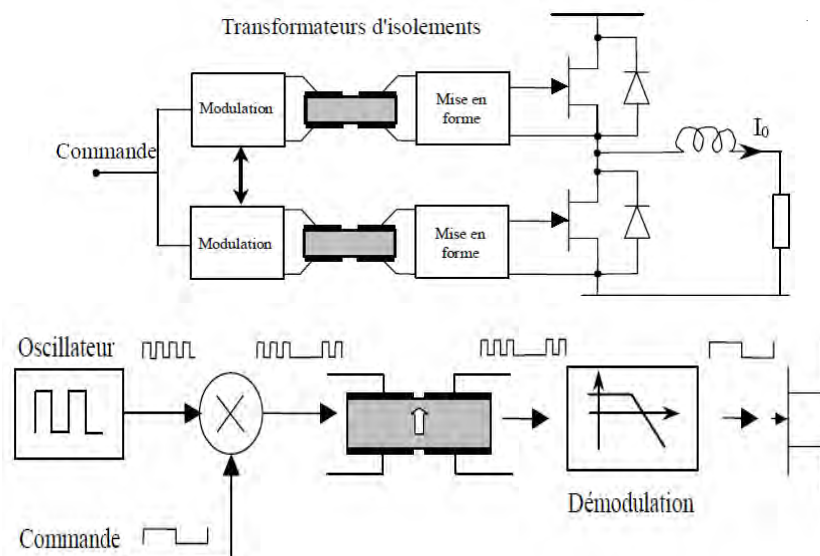 Transformateurs d'isolements
Modulation
Mise en
forme
Commande
I0
Modulation
Mise en
forme
Oscillateur
Démodulation
Commande